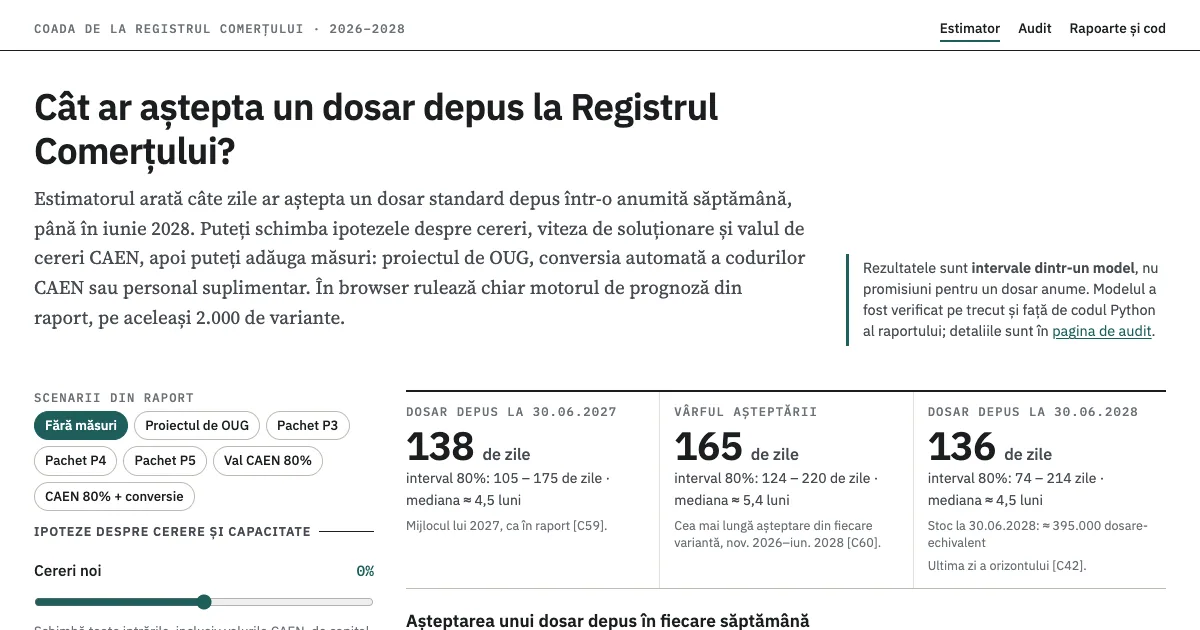 COADA DE LA REGISTRUL COMERȚULUI · 2026–2028
Estimator Audit Rapoarte și cod
Cât ar aștepta un dosar depus la Registrul
Comerțului?
Estimatorul arată câte zile ar aștepta un dosar standard depus într-o anumită săptămână,
până în iunie 2028. Puteți schimba ipotezele despre cereri, viteza de soluționare și valul de
cereri CAEN, apoi puteți adăuga măsuri: proiectul de OUG, conversia automată a codurilor
CAEN sau personal suplimentar. În browser rulează chiar motorul de prognoză din
raport, pe aceleași 2.000 de variante.
Rezultatele sunt intervale dintr-un model, nu
promisiuni pentru un dosar anume. Modelul a
fost verificat pe trecut și față de codul Python
al raportului; detaliile sunt în pagina de audit.
SCENARII DIN RAPORT
Fără măsuri Proiectul de OUG Pachet P3
Pachet P4 Pachet P5 Val CAEN 80%
CAEN 80% + conversie
IPOTEZE DESPRE CERERE ȘI CAPACITATE
Cereri noi 0%
Schimbă toate intrările, inclusiv valurile CAEN, de capital
DOSAR DEPUS LA 30.06.2027
138 de zile
interval 80%: 105 – 175 de zile ·
mediana ≈ 4,5 luni
Mijlocul lui 2027, ca în raport [C59].
VÂRFUL AȘTEPTĂRII
165 de zile
interval 80%: 124 – 220 de zile ·
mediana ≈ 5,4 luni
Cea mai lungă așteptare din fiecare
variantă, nov. 2026–iun. 2028 [C60].
DOSAR DEPUS LA 30.06.2028
136 de zile
interval 80%: 74 – 214 zile ·
mediana ≈ 4,5 luni
Stoc la 30.06.2028: ≈ 395.000 dosare-
echivalent
Ultima zi a orizontului [C42].
Așteptarea unui dosar depus în fiecare săptămână